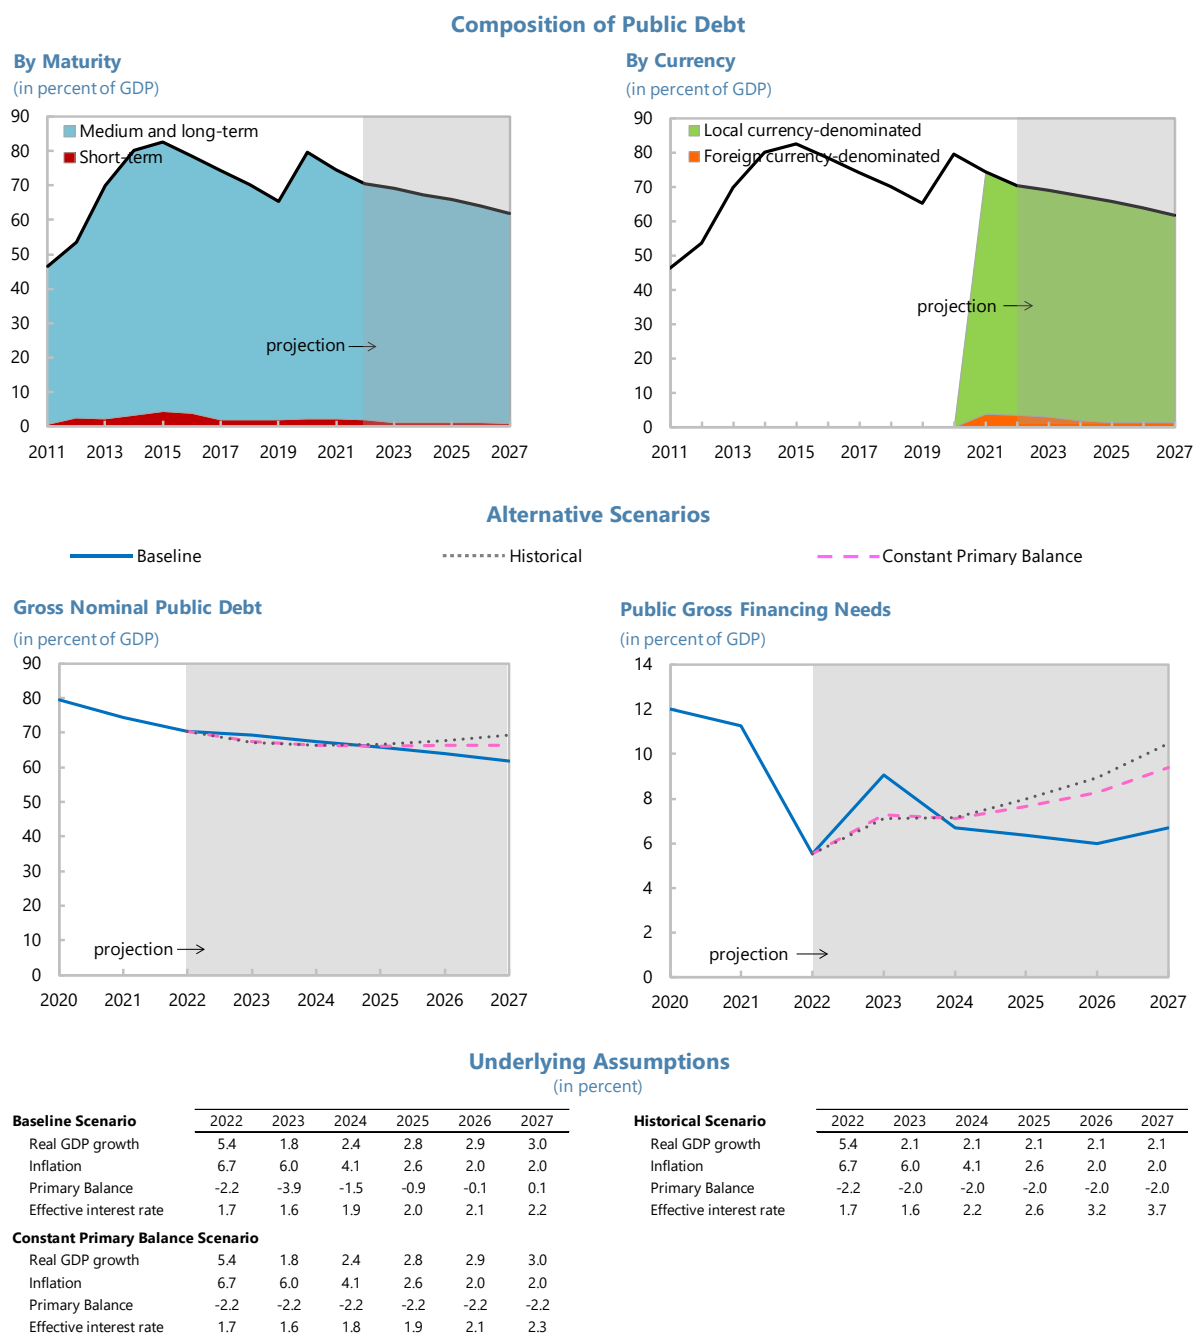 Composition of Public Debt
By Maturity
(in percent of GDP)
90
80
70
60
50
40
30
20
10
0
Medium and long-term
Short-term
projection
2011 2013 2015 2017 2019 2021 2023 2025 2027
By Currency
(in percent of GDP)
90
80
70
60
50
40
30
20
10
0
Local currency-denominated
Foreign currency-denominated
projection
2011 2013 2015 2017 2019 2021 2023 2025 2027
Alternative Scenarios
Baseline Historical Constant Primary Balance
Gross Nominal Public Debt
(in percent of GDP)
90
80
70
60
50
40
30
20
10
0
projection
2020 2021 2022 2023 2024 2025 2026 2027
Public Gross Financing Needs
(in percent of GDP)
14
12
10
8
6
4
2
0
projection
2020 2021 2022 2023 2024 2025 2026 2027
Underlying Assumptions
(in percent)
Baseline Scenario 2022 2023 2024 2025 2026 2027
Real GDP growth 5.4 1.8 2.4 2.8 2.9 3.0
Inflation 6.7 6.0 4.1 2.6 2.0 2.0
Primary Balance -2.2 -3.9 -1.5 -0.9 -0.1 0.1
Effective interest rate 1.7 1.6 1.9 2.0 2.1 2.2
Constant Primary Balance Scenario
Real GDP growth 5.4 1.8 2.4 2.8 2.9 3.0
Inflation 6.7 6.0 4.1 2.6 2.0 2.0
Primary Balance -2.2 -2.2 -2.2 -2.2 -2.2 -2.2
Effective interest rate 1.7 1.6 1.8 1.9 2.1 2.3
Historical Scenario 2022 2023 2024 2025 2026 2027
Real GDP growth 5.4 2.1 2.1 2.1 2.1 2.1
Inflation 6.7 6.0 4.1 2.6 2.0 2.0
Primary Balance -2.2 -2.0 -2.0 -2.0 -2.0 -2.0
Effective interest rate 1.7 1.6 2.2 2.6 3.2 3.7